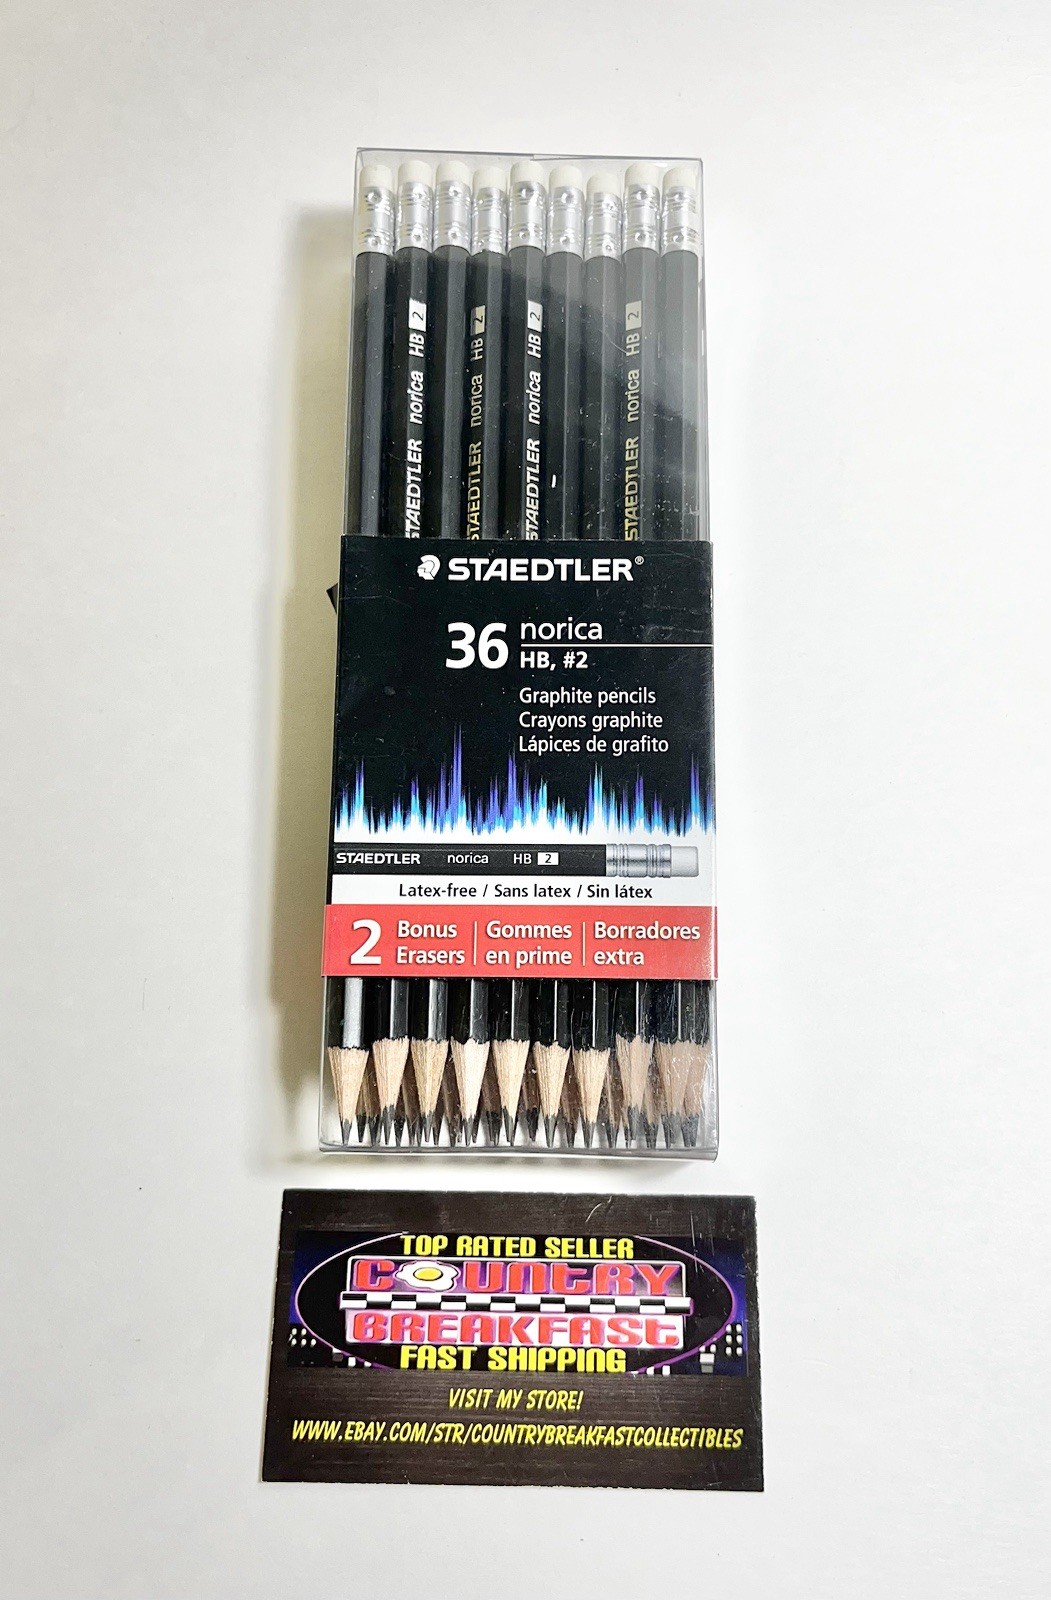 STAEDTLER norica HB 2
STAEDTLER norica HB 2
STAEDTLER norica HB 2
STAEDTLER norica HB 2
STAEDTLER®
36 norica
HB, #2
Graphite pencils
Crayons graphite
Lápices de grafito
STAEDTLER norica HB 2
Latex-free / Sans latex / Sin látex
2 Bonus Erasers | Gommes en prime | Borradores extra
TOP RATED SELLER
COUNTRY
BREAKFAST
FAST SHIPPING
VISIT MY STORE!
WWW.EBAY.COM/STR/COUNTRYBREAKFASTCOLLECTIBLES